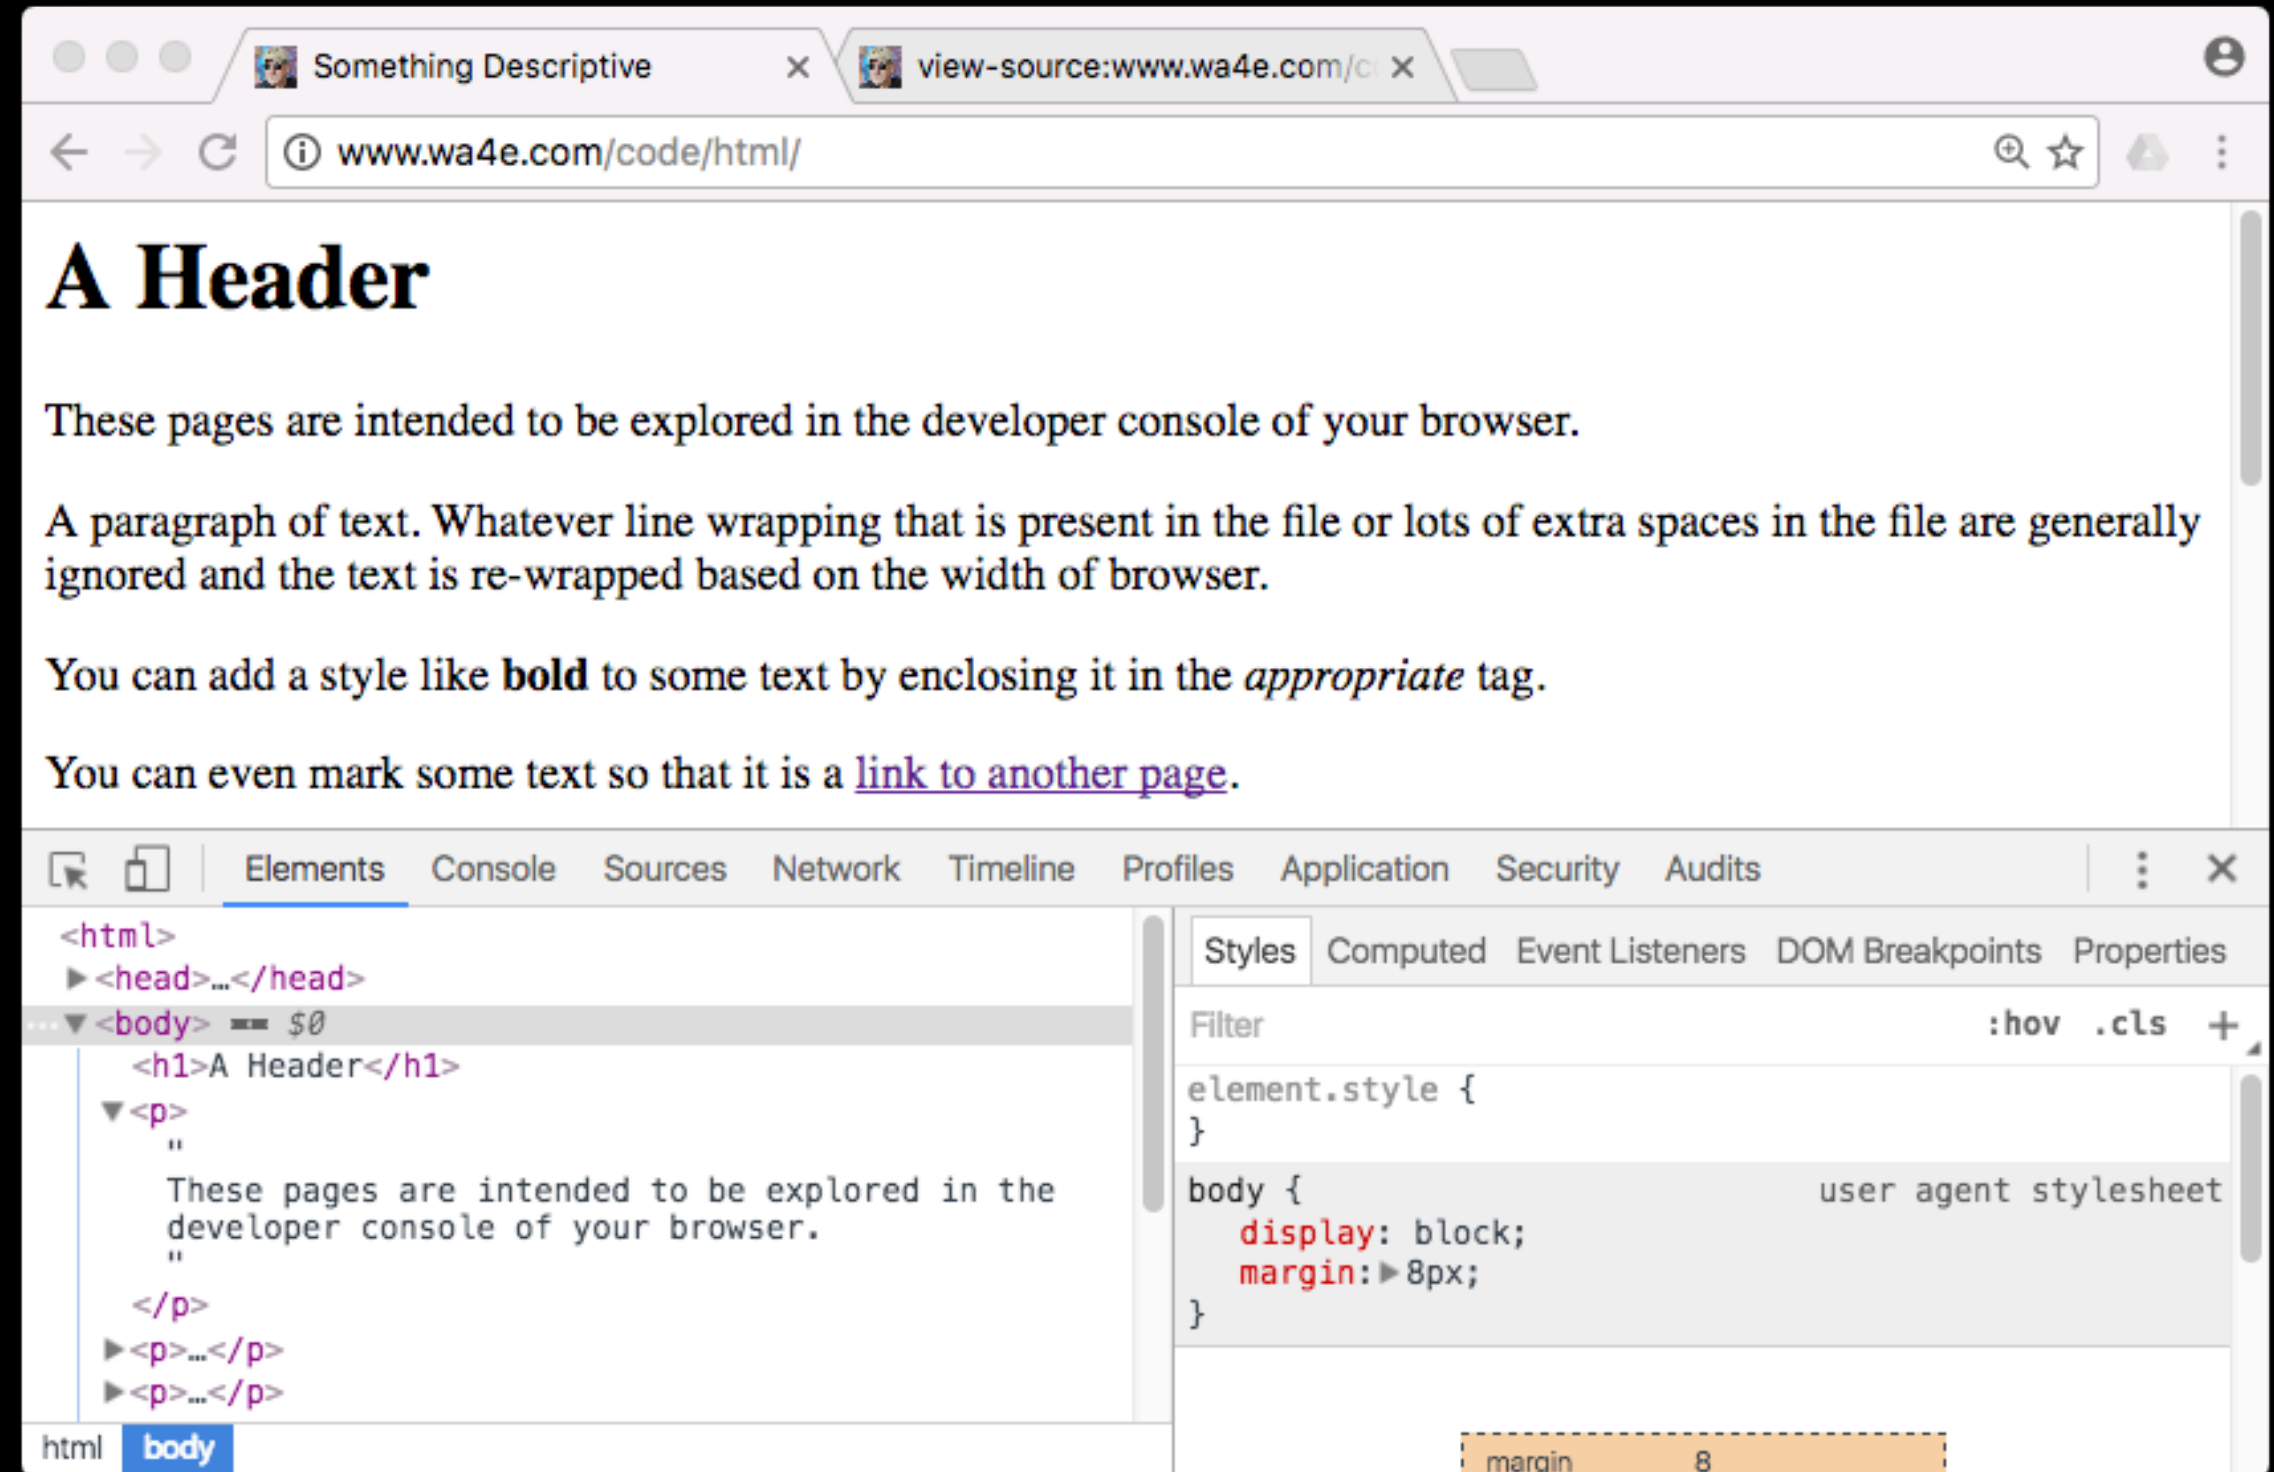 Something Descriptive
view-source:www.wa4e.com/c
www.wa4e.com/code/html/
A Header
These pages are intended to be explored in the developer console of your browser.
A paragraph of text. Whatever line wrapping that is present in the file or lots of extra spaces in the file are generally
ignored and the text is re-wrapped based on the width of browser.
You can add a style like bold to some text by enclosing it in the appropriate tag.
You can even mark some text so that it is a link to another page.
Elements Console Sources Network Timeline Profiles Application Security Audits
<html>
<head>…</head>
<body> == $0
<h1>A Header</h1>
<p>
"
These pages are intended to be explored in the
developer console of your browser.
"
</p>
<p>…</p>
<p>…</p>
html body
Styles Computed Event Listeners DOM Breakpoints Properties
Filter :hov .cls +
element.style {
}
body { user agent stylesheet
display: block;
margin: 8px;
}
margin 8